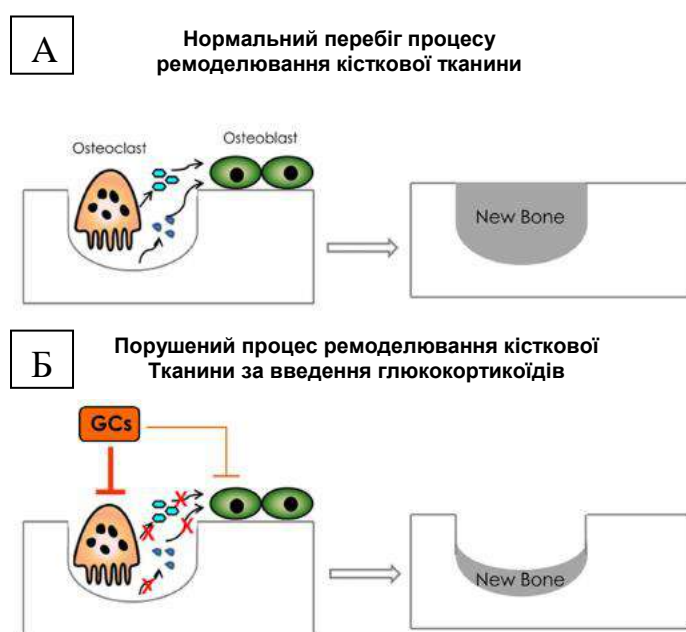 А
Нормальний перебіг процесу
ремоделювання кісткової тканини
Osteoclast
Osteoblast
New Bone
Б
Порушений процес ремоделювання кісткової
Тканини за введення глюкокортикоїдів
GCs
New Bone